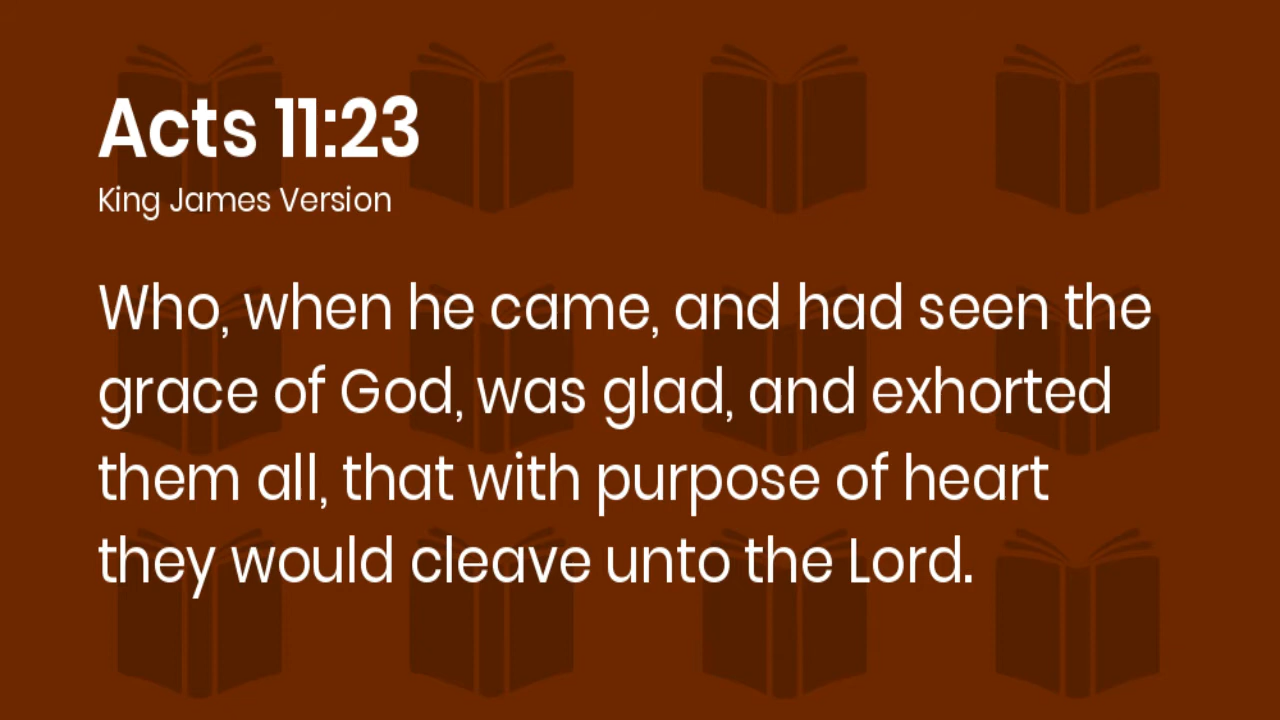 Acts 11:23
King James Version
Who, when he came, and had seen the
grace of God, was glad, and exhorted
them all, that with purpose of heart
they would cleave unto the Lord.